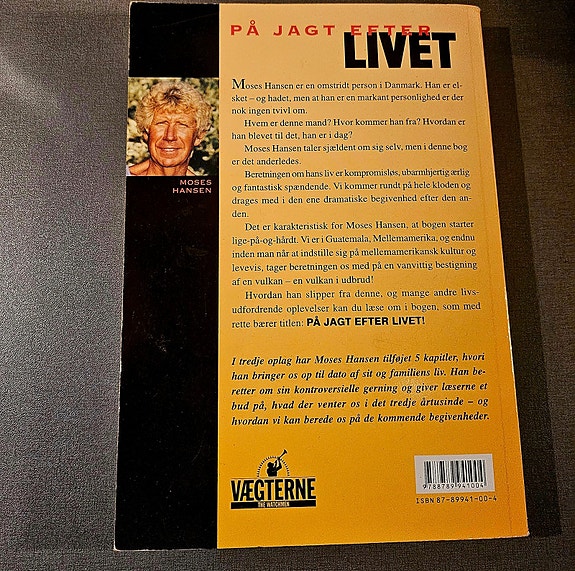 PÅ JAGT EFTER
LIVET
Moses Hansen er en omstridt person i Danmark. Han er el-
sket – og hadet, men at han er en markant personlighed er der
nok ingen tvivl om.
Hvem er denne mand? Hvor kommer han fra? Hvordan er
han blevet til det, han er i dag?
Moses Hansen taler sjældent om sig selv, men i denne bog
er det anderledes.
Beretningen om hans liv er kompromisløs, ubarmhjertig ærlig
og fantastisk spændende. Vi kommer rundt på hele kloden og
drages med i den ene dramatiske begivenhed efter den an-
den.
Det er karakteristisk for Moses Hansen, at bogen starter
lige-på-og-hårdt. Vi er i Guatemala, Mellemamerika, og endnu
inden man når at indstille sig på mellemamerikansk kultur og
levevis, tager beretningen os med på en vanvittig bestigning
af en vulkan – en vulkan i udbrud!
Hvordan han slipper fra denne, og mange andre livs-
udfordrende oplevelser kan du læse om i bogen, som med
rette bærer titlen: PÅ JAGT EFTER LIVET!
I tredje oplag har Moses Hansen tilføjet 5 kapitler, hvori
han bringer os op til dato af sit og familiens liv. Han be-
retter om sin kontroversielle gerning og giver læserne et
bud på, hvad der venter os i det tredje årtusinde – og
hvordan vi kan berede os på de kommende begivenheder.
MOSES
HANSEN
VÆGTERNE
THE WATCHMEN
9 788789 941004
ISBN 87-89941-00-4